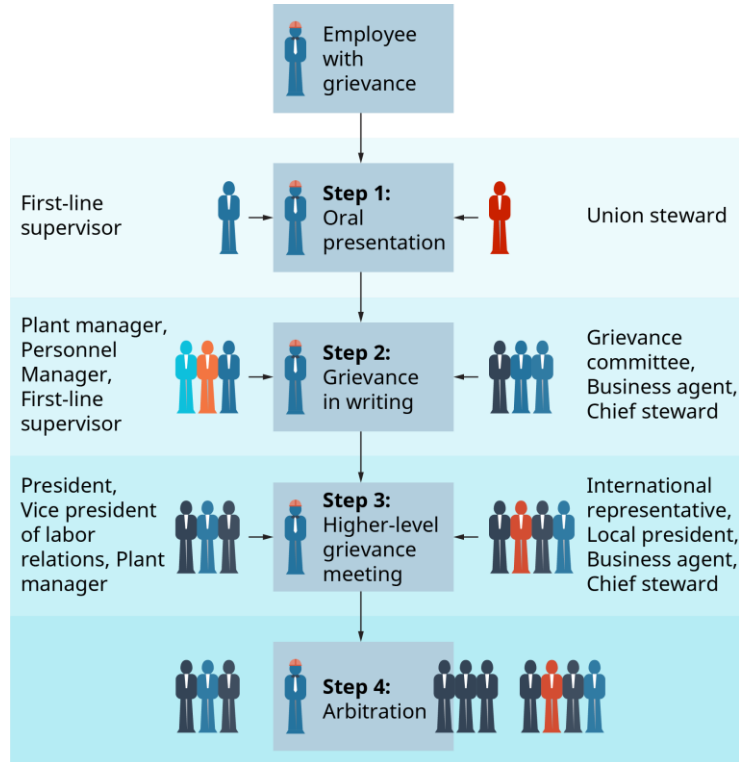 Employee
with
grievance
First-line
supervisor
Step 1:
Oral
presentation
Union steward
Plant manager,
Personnel
Manager,
First-line
supervisor
Step 2:
Grievance
in writing
Grievance
committee,
Business agent,
Chief steward
President,
Vice president
of labor
relations, Plant
manager
Step 3:
Higher-level
grievance
meeting
International
representative,
Local president,
Business agent,
Chief steward
Step 4:
Arbitration